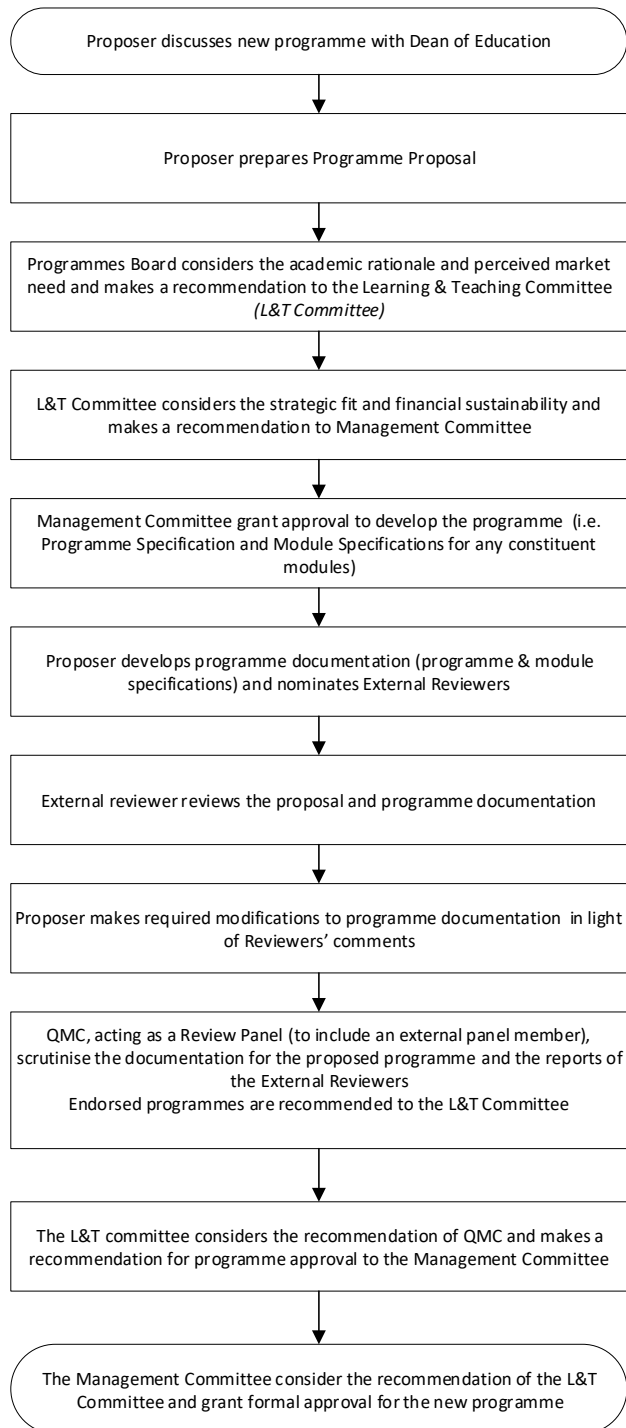 Proposer discusses new programme with Dean of Education
Proposer prepares Programme Proposal
Programmes Board considers the academic rationale and perceived market
need and makes a recommendation to the Learning & Teaching Committee
(L&T Committee)
L&T Committee considers the strategic fit and financial sustainability and
makes a recommendation to Management Committee
Management Committee grant approval to develop the programme  (i.e.
Programme Specification and Module Specifications for any constituent
modules)
Proposer develops programme documentation (programme & module
specifications) and nominates External Reviewers
External reviewer reviews the proposal and programme documentation
Proposer makes required modifications to programme documentation  in light
of Reviewers’ comments
QMC, acting as a Review Panel (to include an external panel member),
scrutinise the documentation for the proposed programme and the reports of
the External Reviewers
Endorsed programmes are recommended to the L&T Committee
The L&T committee considers the recommendation of QMC and makes a
recommendation for programme approval to the Management Committee
The Management Committee consider the recommendation of the L&T
Committee and grant formal approval for the new programme